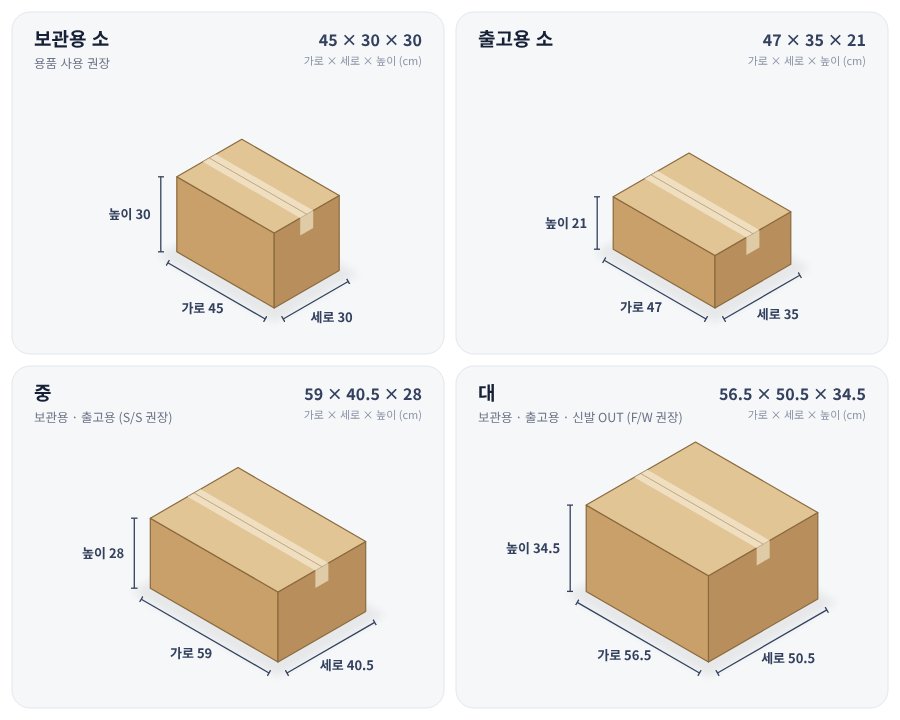 보관용 소
45 × 30 × 30
용품 사용 권장
가로 × 세로 × 높이 (cm)
높이 30
가로 45
세로 30
출고용 소
47 × 35 × 21
가로 × 세로 × 높이 (cm)
높이 21
가로 47
세로 35
중
59 × 40.5 × 28
보관용 · 출고용 (S/S 권장)
가로 × 세로 × 높이 (cm)
높이 28
가로 59
세로 40.5
대
56.5 × 50.5 × 34.5
보관용 · 출고용 · 신발 OUT (F/W 권장)
가로 × 세로 × 높이 (cm)
높이 34.5
가로 56.5
세로 50.5